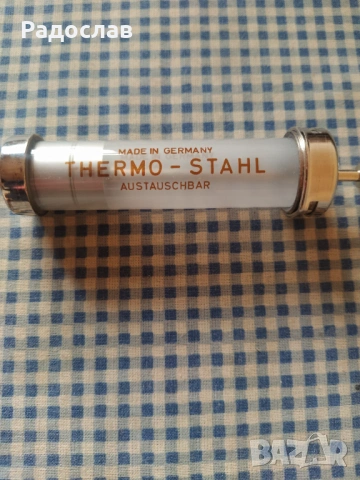 Радослав
MADE IN GERMANY
THERMO - STAHL
AUSTAUSCHBAR
BAZAR